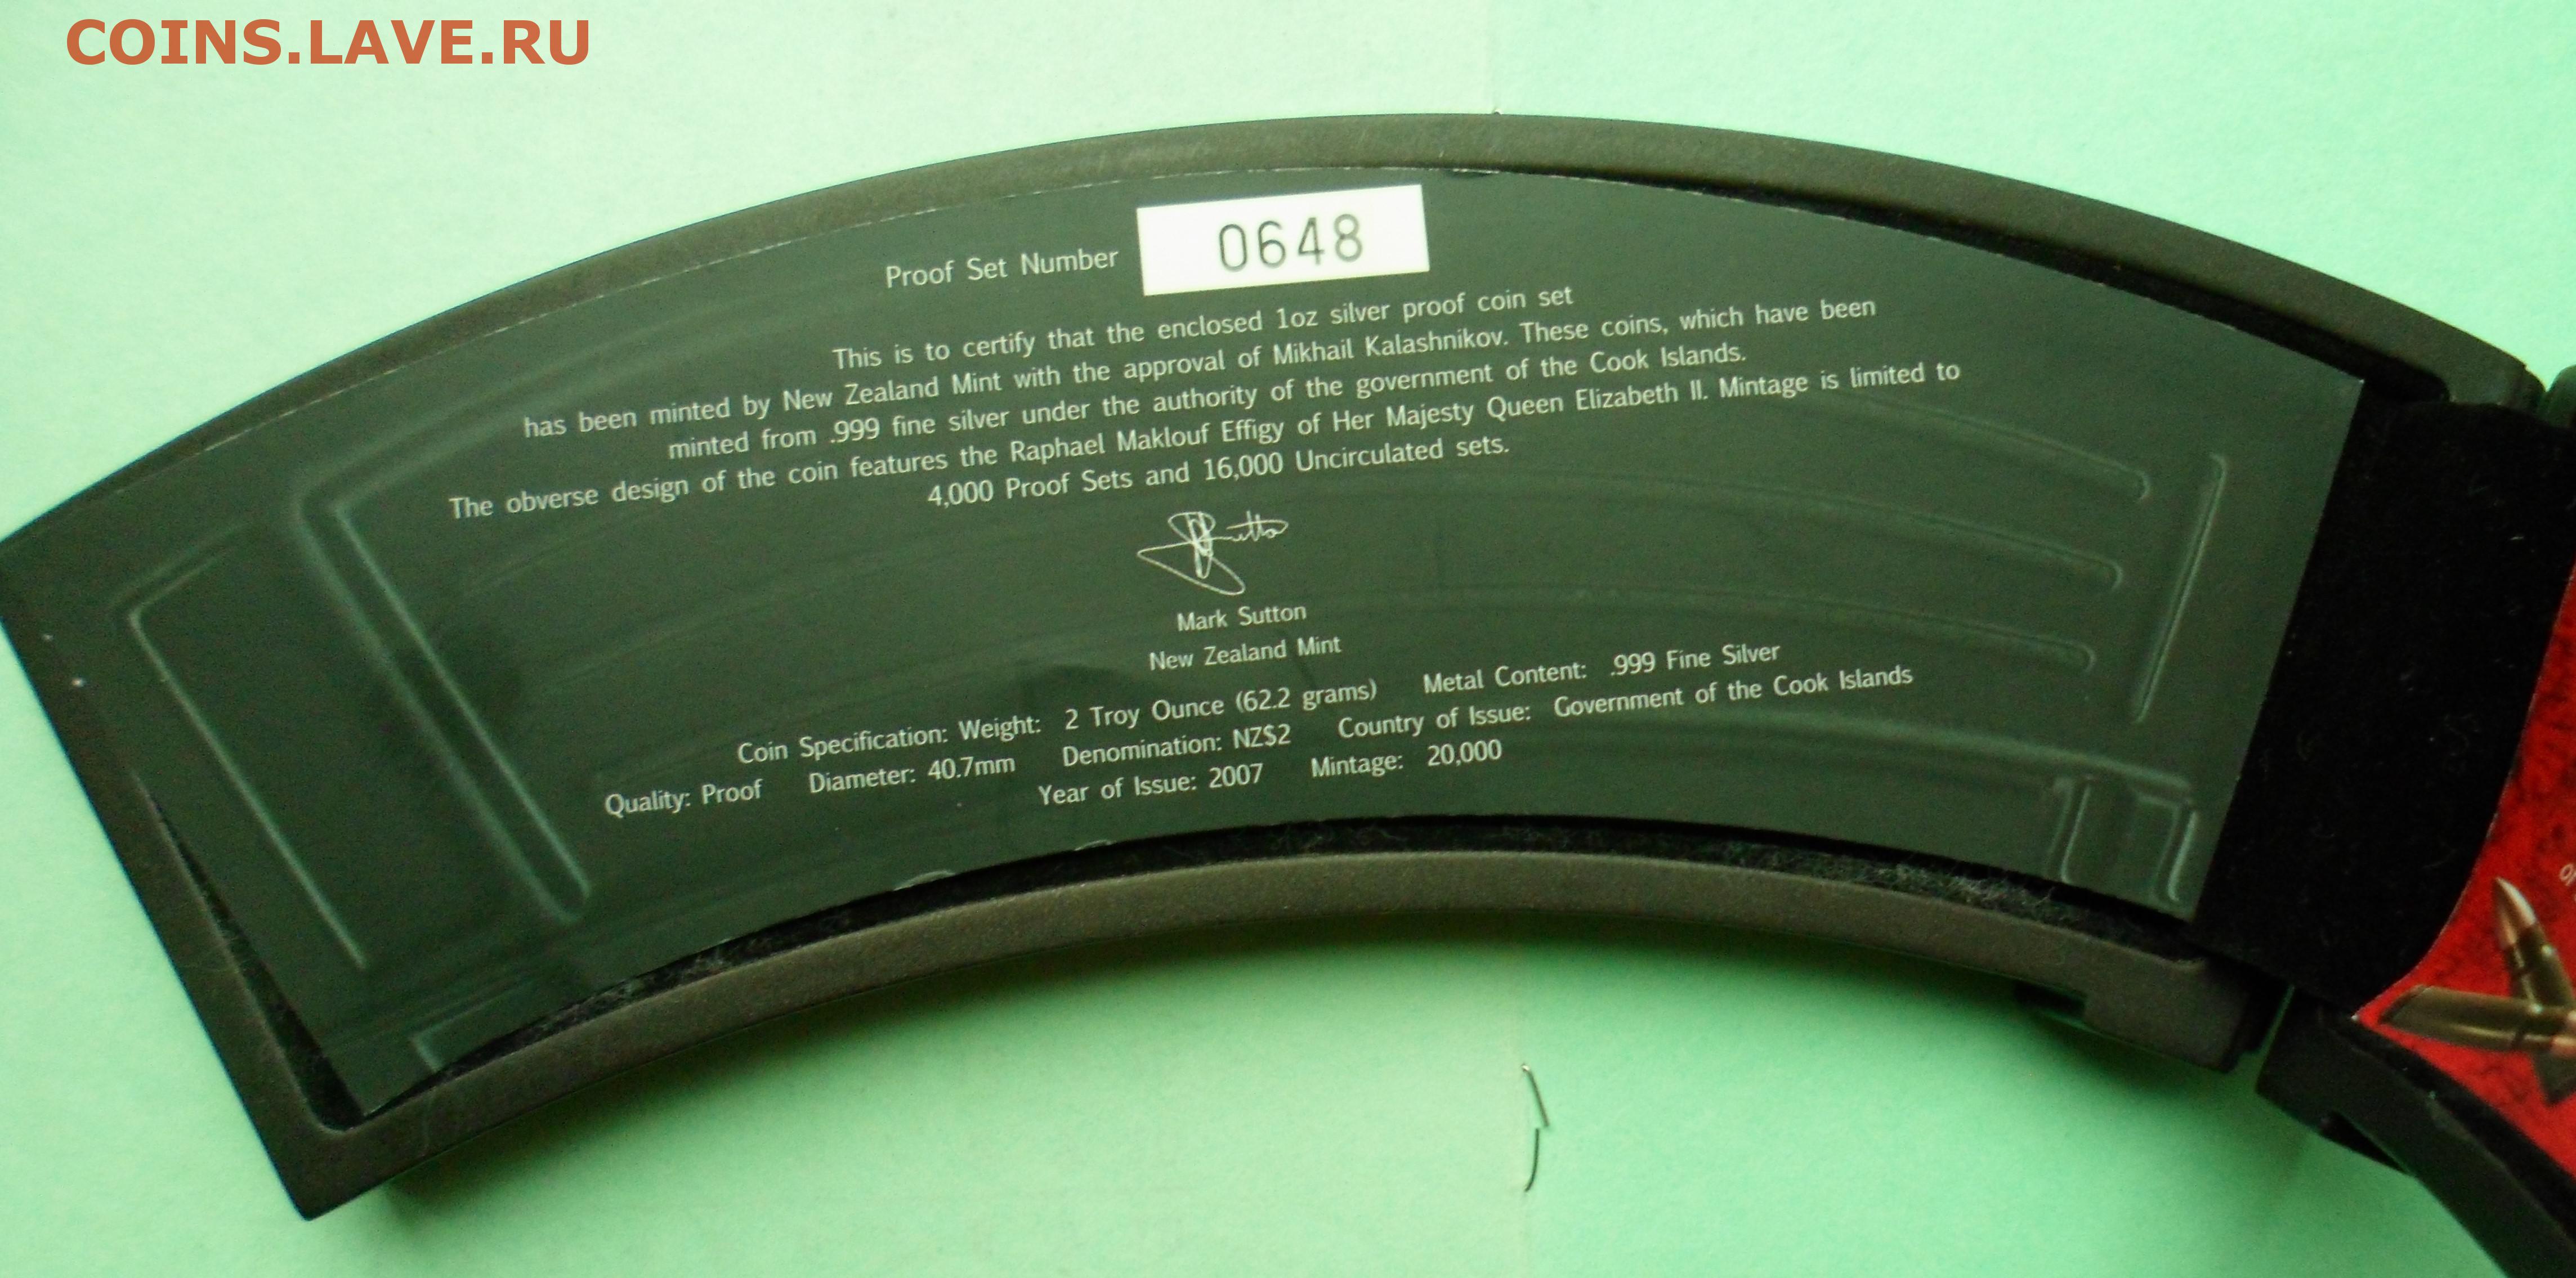 COINS.LAVE.RU
Proof Set Number 0648
This is to certify that the enclosed 1oz silver proof coin set
has been minted by New Zealand Mint with the approval of Mikhail Kalashnikov. These coins, which have been
minted from .999 fine silver under the authority of the government of the Cook Islands.
The obverse design of the coin features the Raphael Maklouf Effigy of Her Majesty Queen Elizabeth II. Mintage is limited to
4,000 Proof Sets and 16,000 Uncirculated sets.
Mark Sutton
New Zealand Mint
Coin Specification: Weight: 2 Troy Ounce (62.2 grams) Metal Content: .999 Fine Silver
Quality: Proof Diameter: 40.7mm Denomination: NZ$2 Country of Issue: Government of the Cook Islands
Year of Issue: 2007 Mintage: 20,000